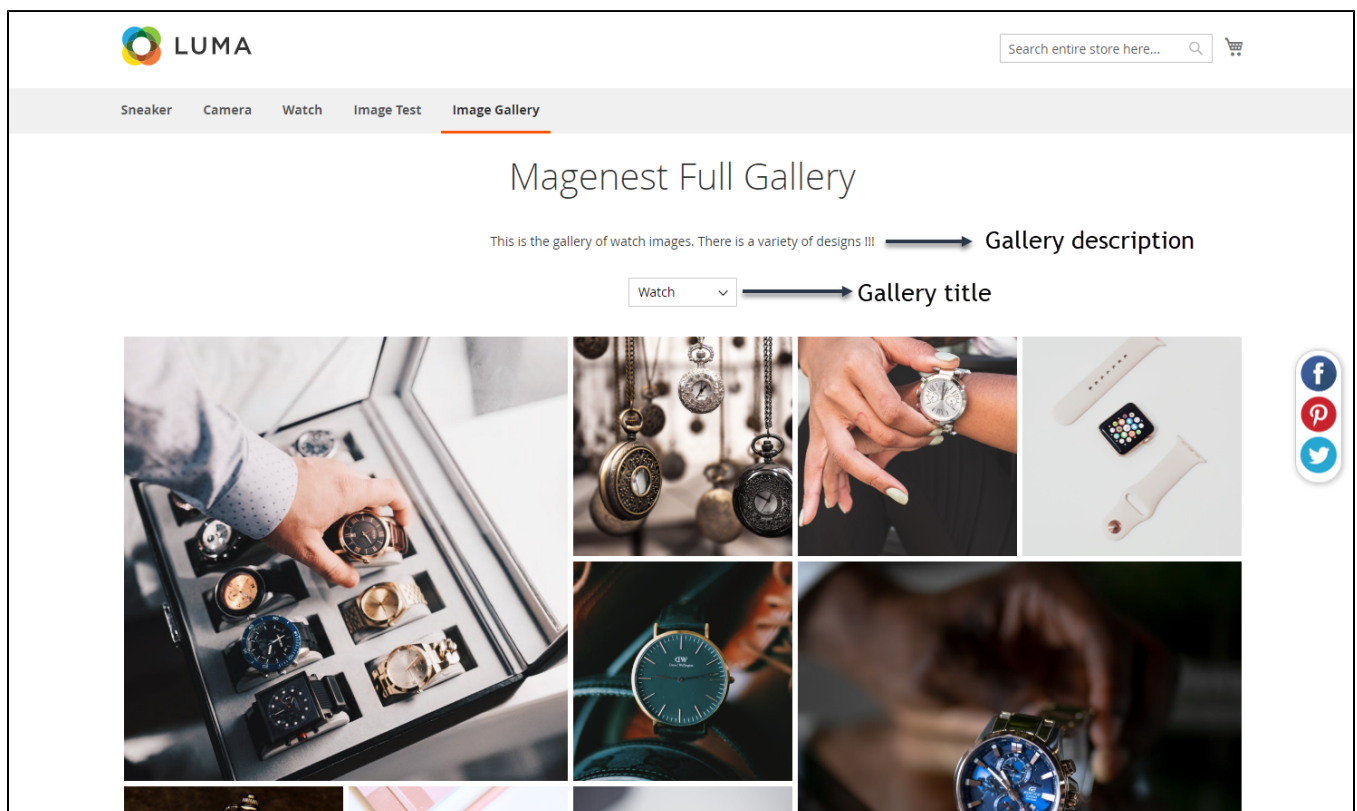 LUMA
Search entire store here...
Sneaker Camera Watch Image Test Image Gallery
Magenest Full Gallery
This is the gallery of watch images. There is a variety of designs !!! Gallery description
Watch Gallery title
DW